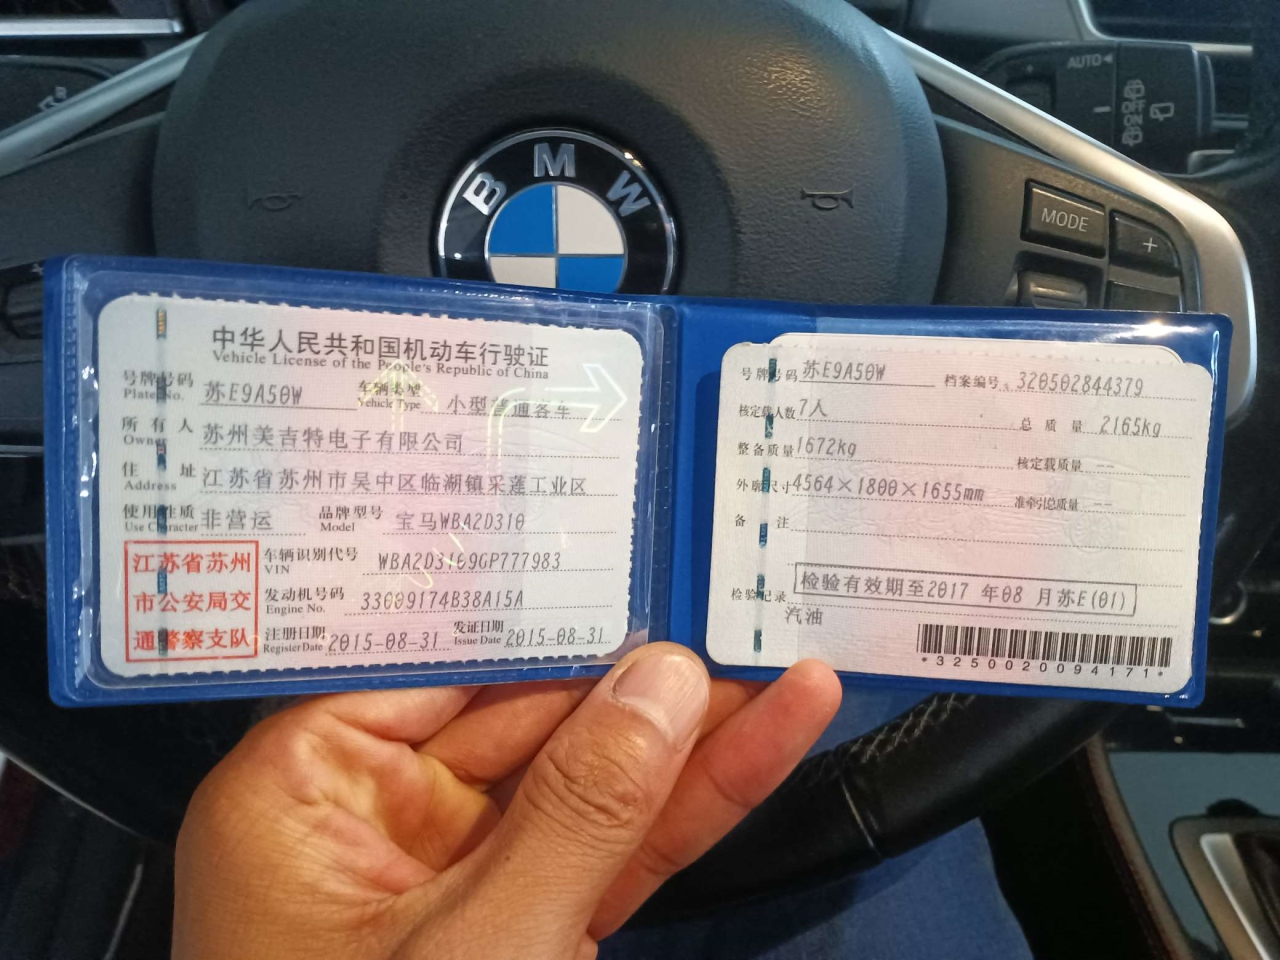 AUTO
OFF
ON
BMW
MODE
+
中华人民共和国机动车行驶证
Vehicle License of the People's Republic of China
号牌号码 Plate No. 苏E9A50W 车辆类型 Vehicle Type 小型普通客车
所有人 Owner 苏州美吉特电子有限公司
住址 Address 江苏省苏州市吴中区临湖镇采莲工业区
使用性质 Use Character 非营运 品牌型号 Model 宝马WBA2D310
江苏省苏州
市公安局交
通警察支队
车辆识别代号 VIN WBA2D3109GP777983
发动机号码 Engine No. 33009174B38A15A
注册日期 Register Date 2015-08-31 发证日期 Issue Date 2015-08-31
号牌号码 苏E9A50W 档案编号 320502844379
核定载人数 7人 总质量 2165kg
整备质量 1672kg 核定载质量 --
外廓尺寸 4564×1800×1655mm 准牵引总质量 --
备注
检验记录 检验有效期至2017 年08 月苏E(01)
汽油
*3250020094171*